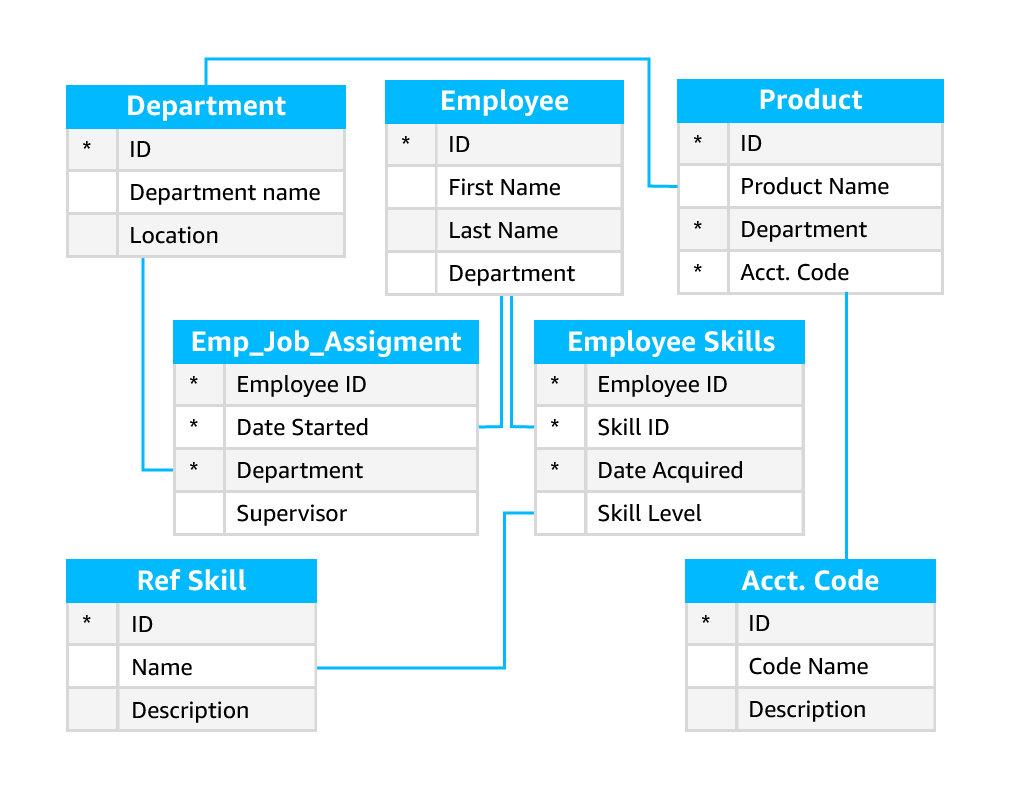 Department
* ID
Department name
Location
Employee
* ID
First Name
Last Name
Department
Product
* ID
Product Name
* Department
* Acct. Code
Emp_Job_Assigment
* Employee ID
* Date Started
* Department
Supervisor
Employee Skills
* Employee ID
* Skill ID
* Date Acquired
Skill Level
Ref Skill
* ID
Name
Description
Acct. Code
* ID
Code Name
Description